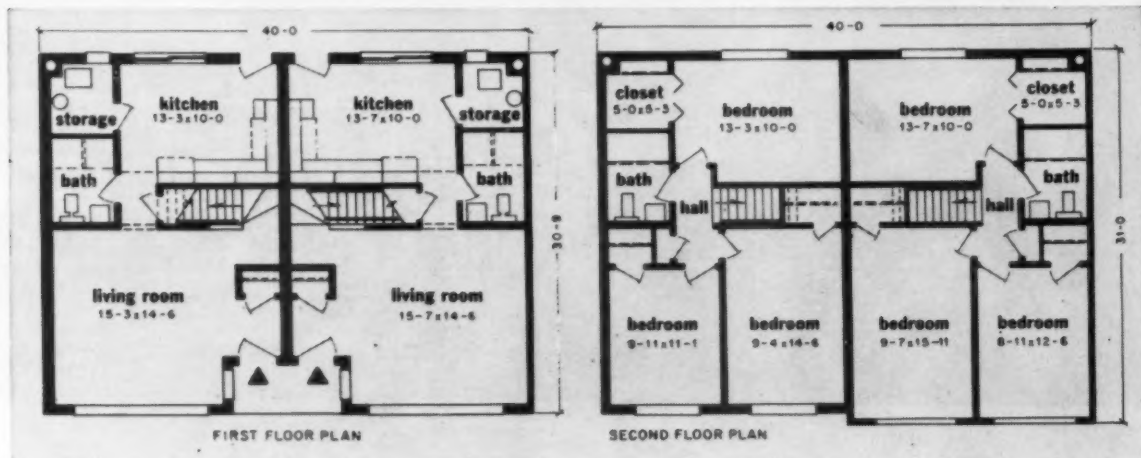 40-0
kitchen
13-3x10-0
kitchen
13-7x10-0
storage
storage
bath
bath
living room
15-3x14-6
living room
15-7x14-6
FIRST FLOOR PLAN
40-0
closet
5-0x5-3
bedroom
13-3x10-0
bedroom
13-7x10-0
closet
5-0x5-3
bath
hall
hall
bath
31-0
bedroom
9-11x11-1
bedroom
9-4x14-6
bedroom
9-7x15-11
bedroom
8-11x12-6
SECOND FLOOR PLAN